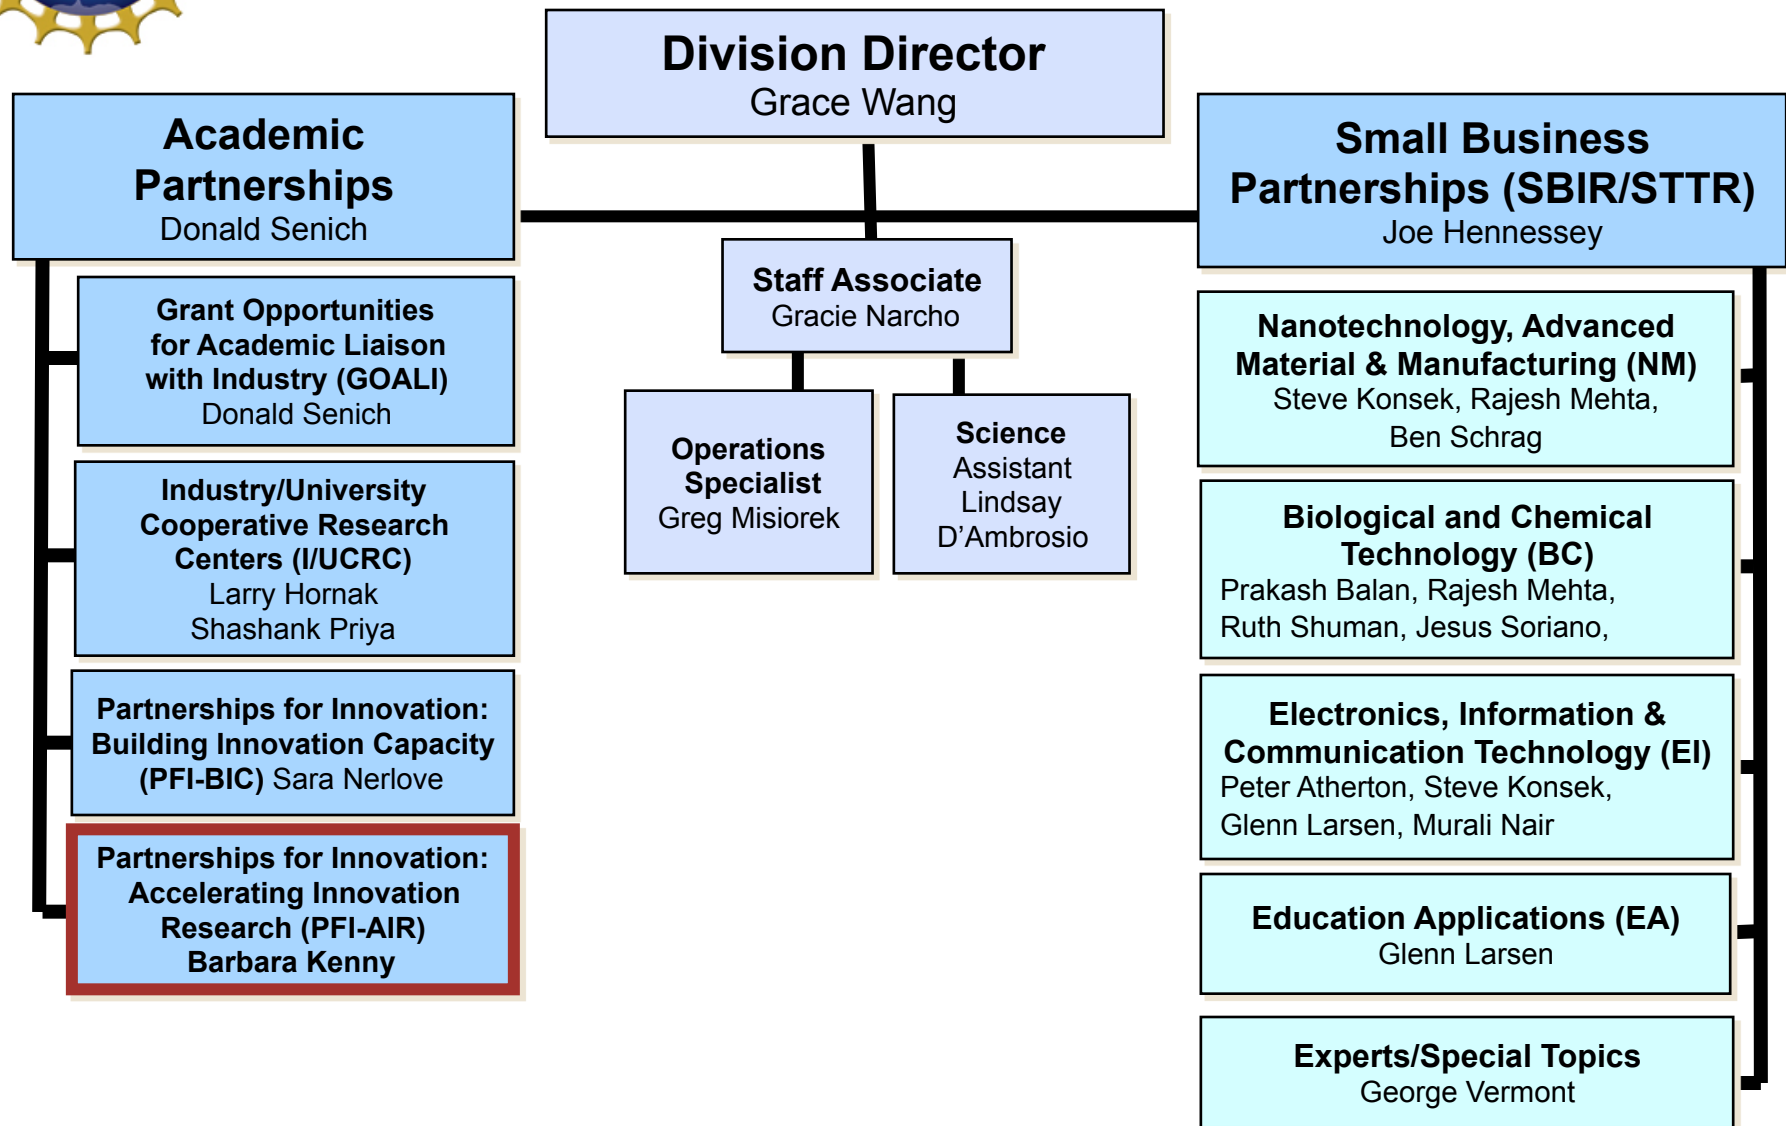 Division Director
Grace Wang
Academic
Partnerships
Donald Senich
Small Business
Partnerships (SBIR/STTR)
Joe Hennessey
Staff Associate
Gracie Narcho
Operations
Specialist
Greg Misiorek
Science
Assistant
Lindsay
D’Ambrosio
Grant Opportunities
for Academic Liaison
with Industry (GOALI)
Donald Senich
Industry/University
Cooperative Research
Centers (I/UCRC)
Larry Hornak
Shashank Priya
Partnerships for Innovation:
Building Innovation Capacity
(PFI-BIC) Sara Nerlove
Partnerships for Innovation:
Accelerating Innovation
Research (PFI-AIR)
Barbara Kenny
Nanotechnology, Advanced
Material & Manufacturing (NM)
Steve Konsek, Rajesh Mehta,
Ben Schrag
Biological and Chemical
Technology (BC)
Prakash Balan, Rajesh Mehta,
Ruth Shuman, Jesus Soriano,
Electronics, Information &
Communication Technology (EI)
Peter Atherton, Steve Konsek,
Glenn Larsen, Murali Nair
Education Applications (EA)
Glenn Larsen
Experts/Special Topics
George Vermont